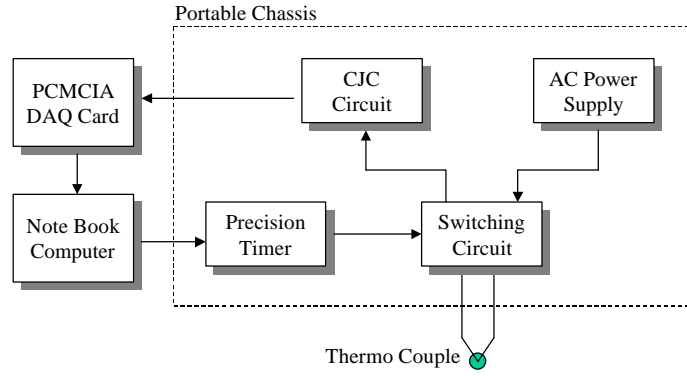 Portable Chassis
PCMCIA
DAQ Card
CJC
Circuit
AC Power
Supply
Note Book
Computer
Precision
Timer
Switching
Circuit
Thermo Couple